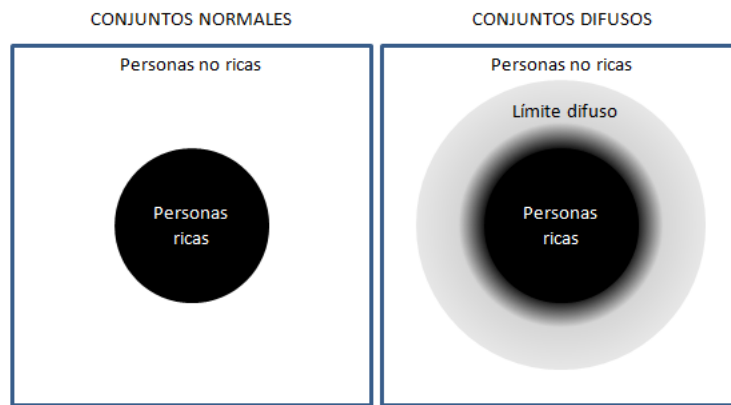 CONJUNTOS NORMALES
Personas no ricas
Personas
ricas
CONJUNTOS DIFUSOS
Personas no ricas
Límite difuso
Personas
ricas